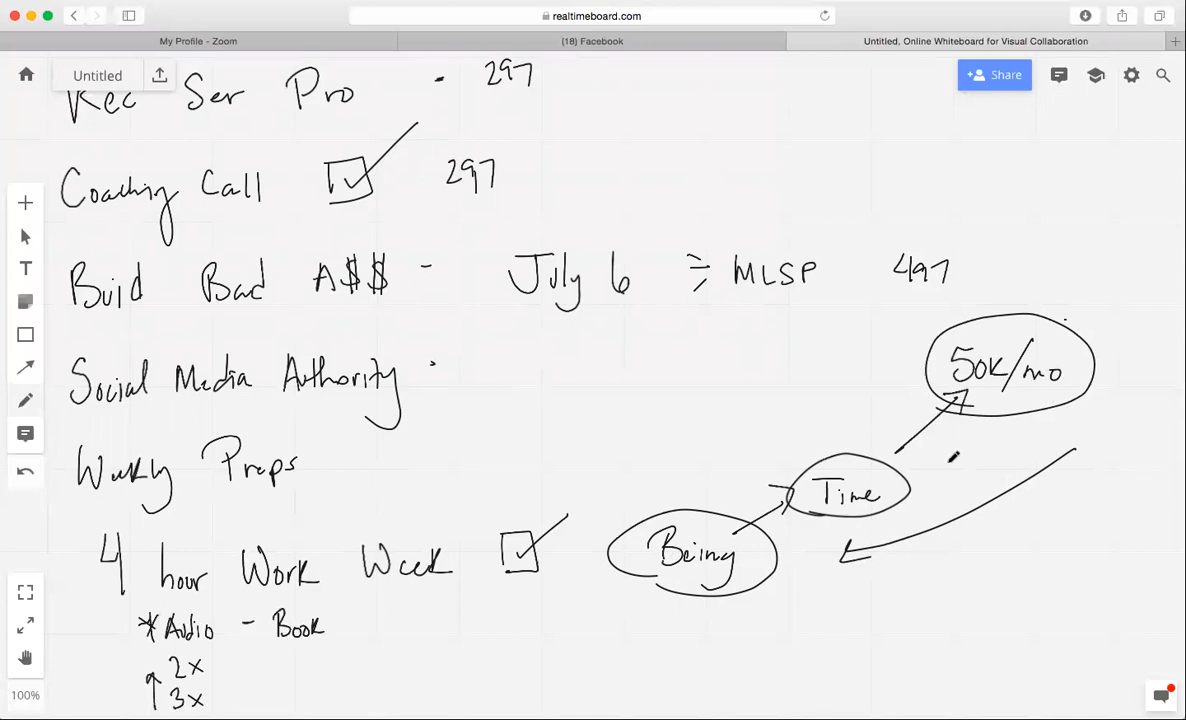 realtimeboard.com
My Profile - Zoom
(18) Facebook
Untitled, Online Whiteboard for Visual Collaboration
Untitled
Share
Rec Ser Pro - 297
Coaching Call 297
Buid Bad A$$ - July 6 MLSP 497
Social Media Authority
50K/mo
Weekly Props
Time
Being
4 hour Work Week
*Audio - Book
2x
3x
100%